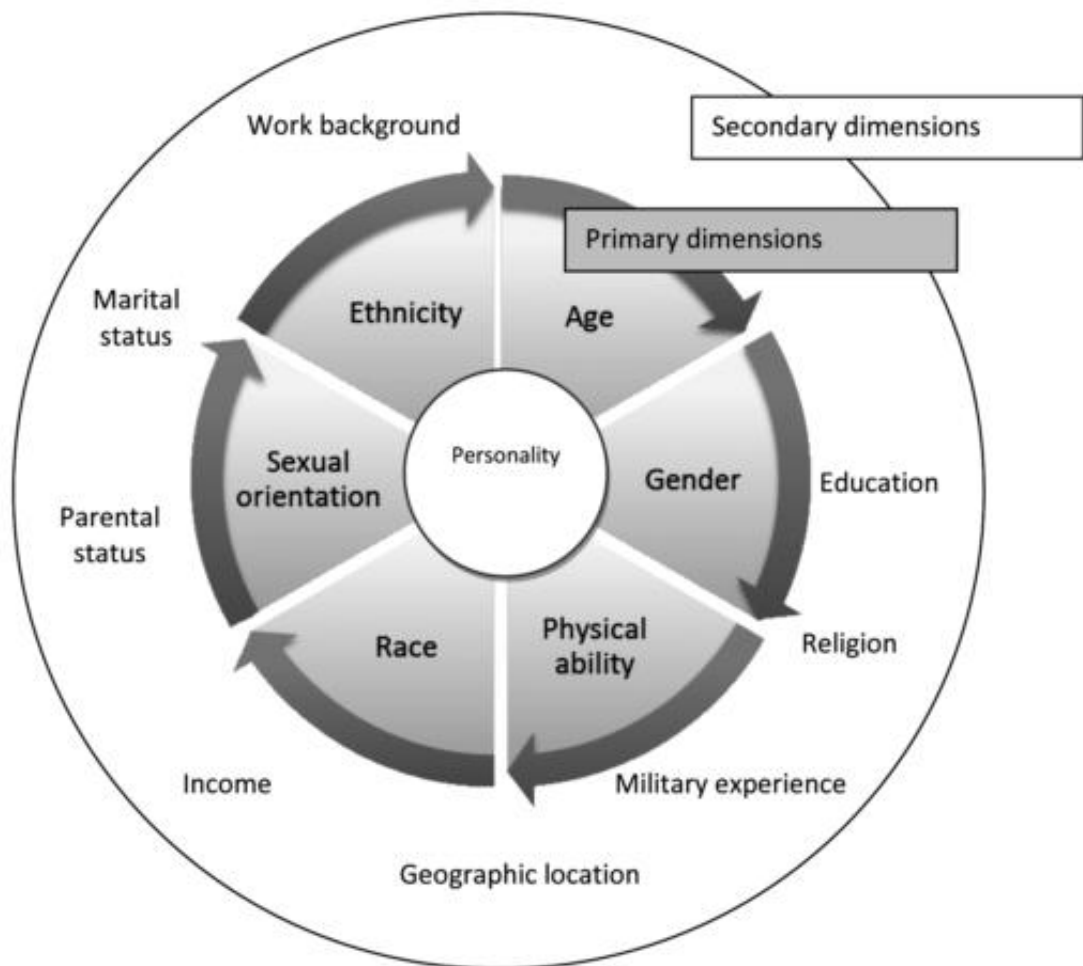 Work background
Secondary dimensions
Primary dimensions
Marital
status
Ethnicity
Age
Personality
Sexual
orientation
Gender
Education
Parental
status
Race
Physical
ability
Religion
Income
Military experience
Geographic location